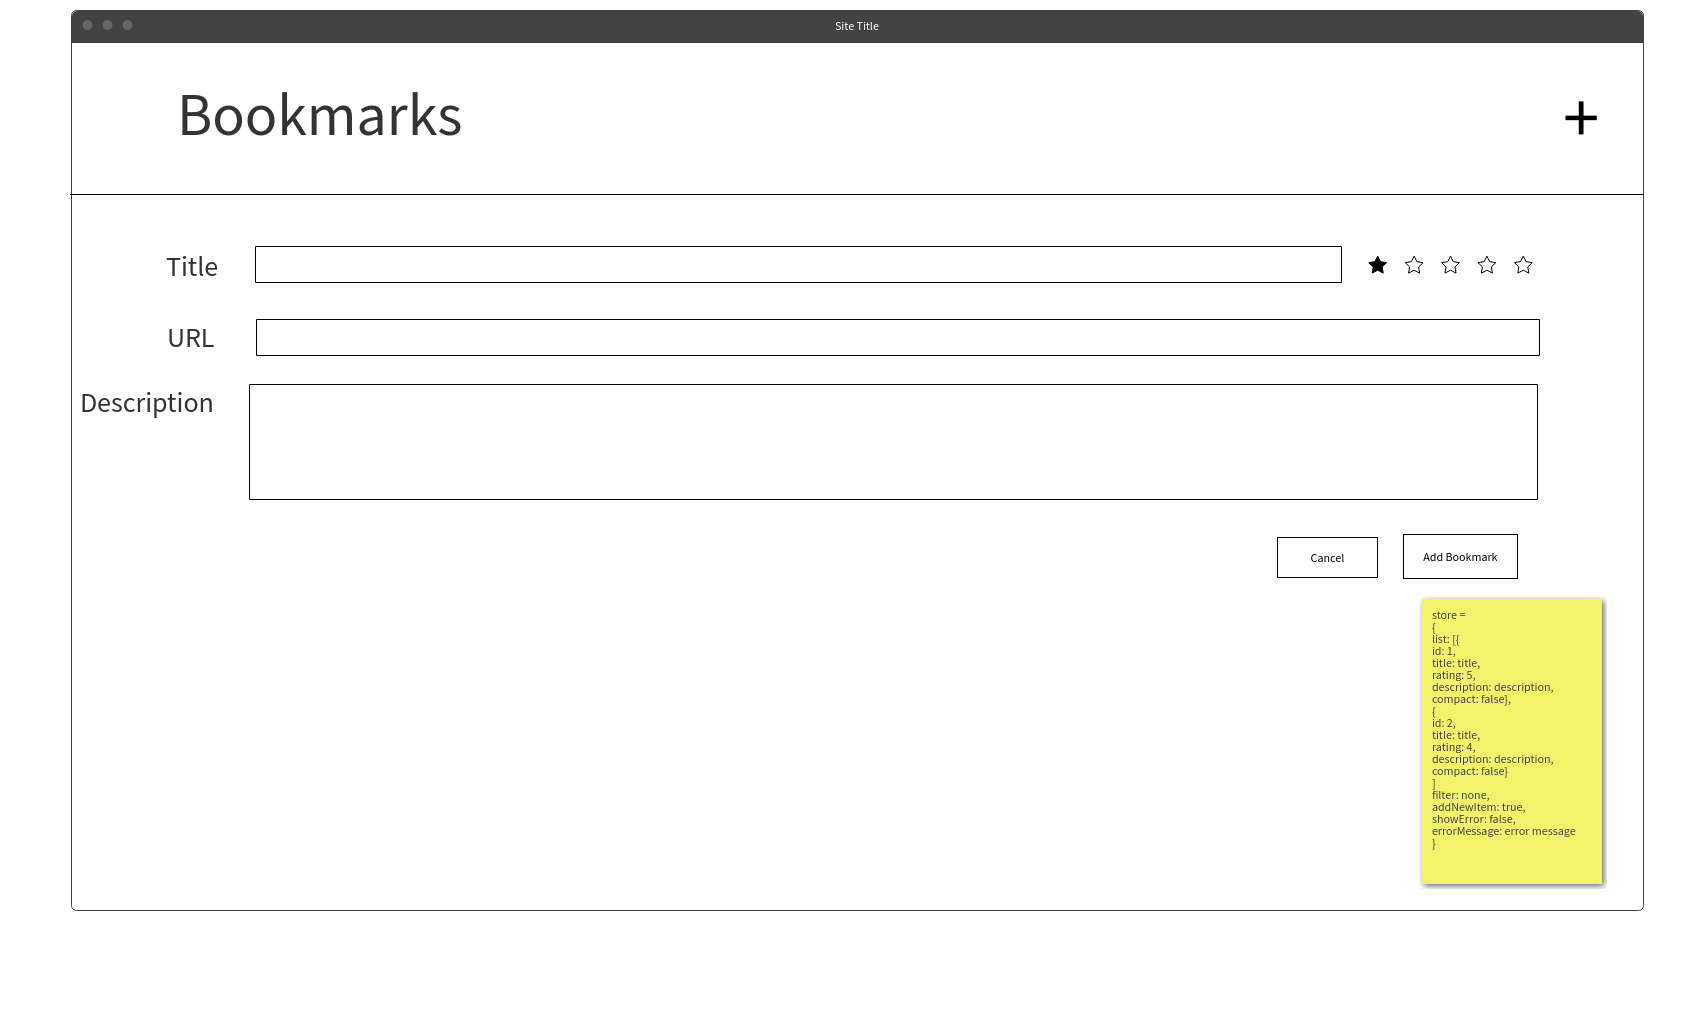 Site Title
Bookmarks
Title
URL
Description
Cancel
Add Bookmark
store =
{
list: [{
id: 1,
title: title,
rating: 5,
description: description,
compact: false},
{
id: 2,
title: title,
rating: 4,
description: description,
compact: false}
]
filter: none,
addNewItem: true,
showError: false,
errorMessage: error message
}